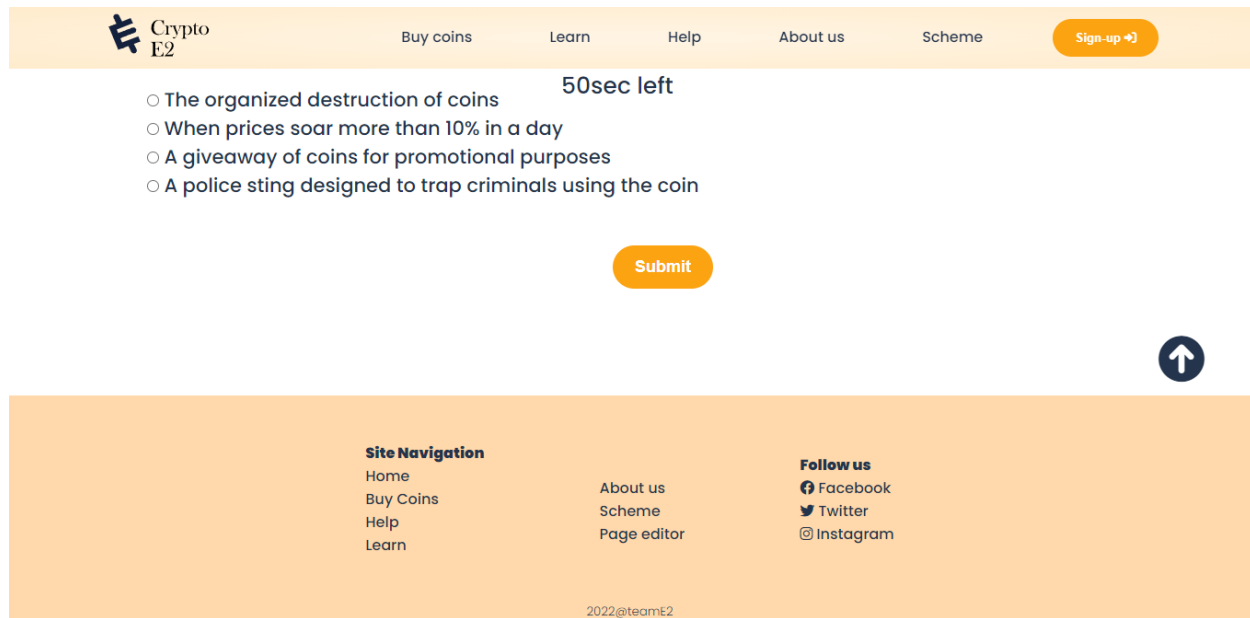 Crypto
E2
Buy coins
Learn
Help
About us
Scheme
Sign-up
50sec left
The organized destruction of coins
When prices soar more than 10% in a day
A giveaway of coins for promotional purposes
A police sting designed to trap criminals using the coin
Submit
Site Navigation
Home
Buy Coins
Help
Learn
About us
Scheme
Page editor
Follow us
Facebook
Twitter
Instagram
2022@teamE2